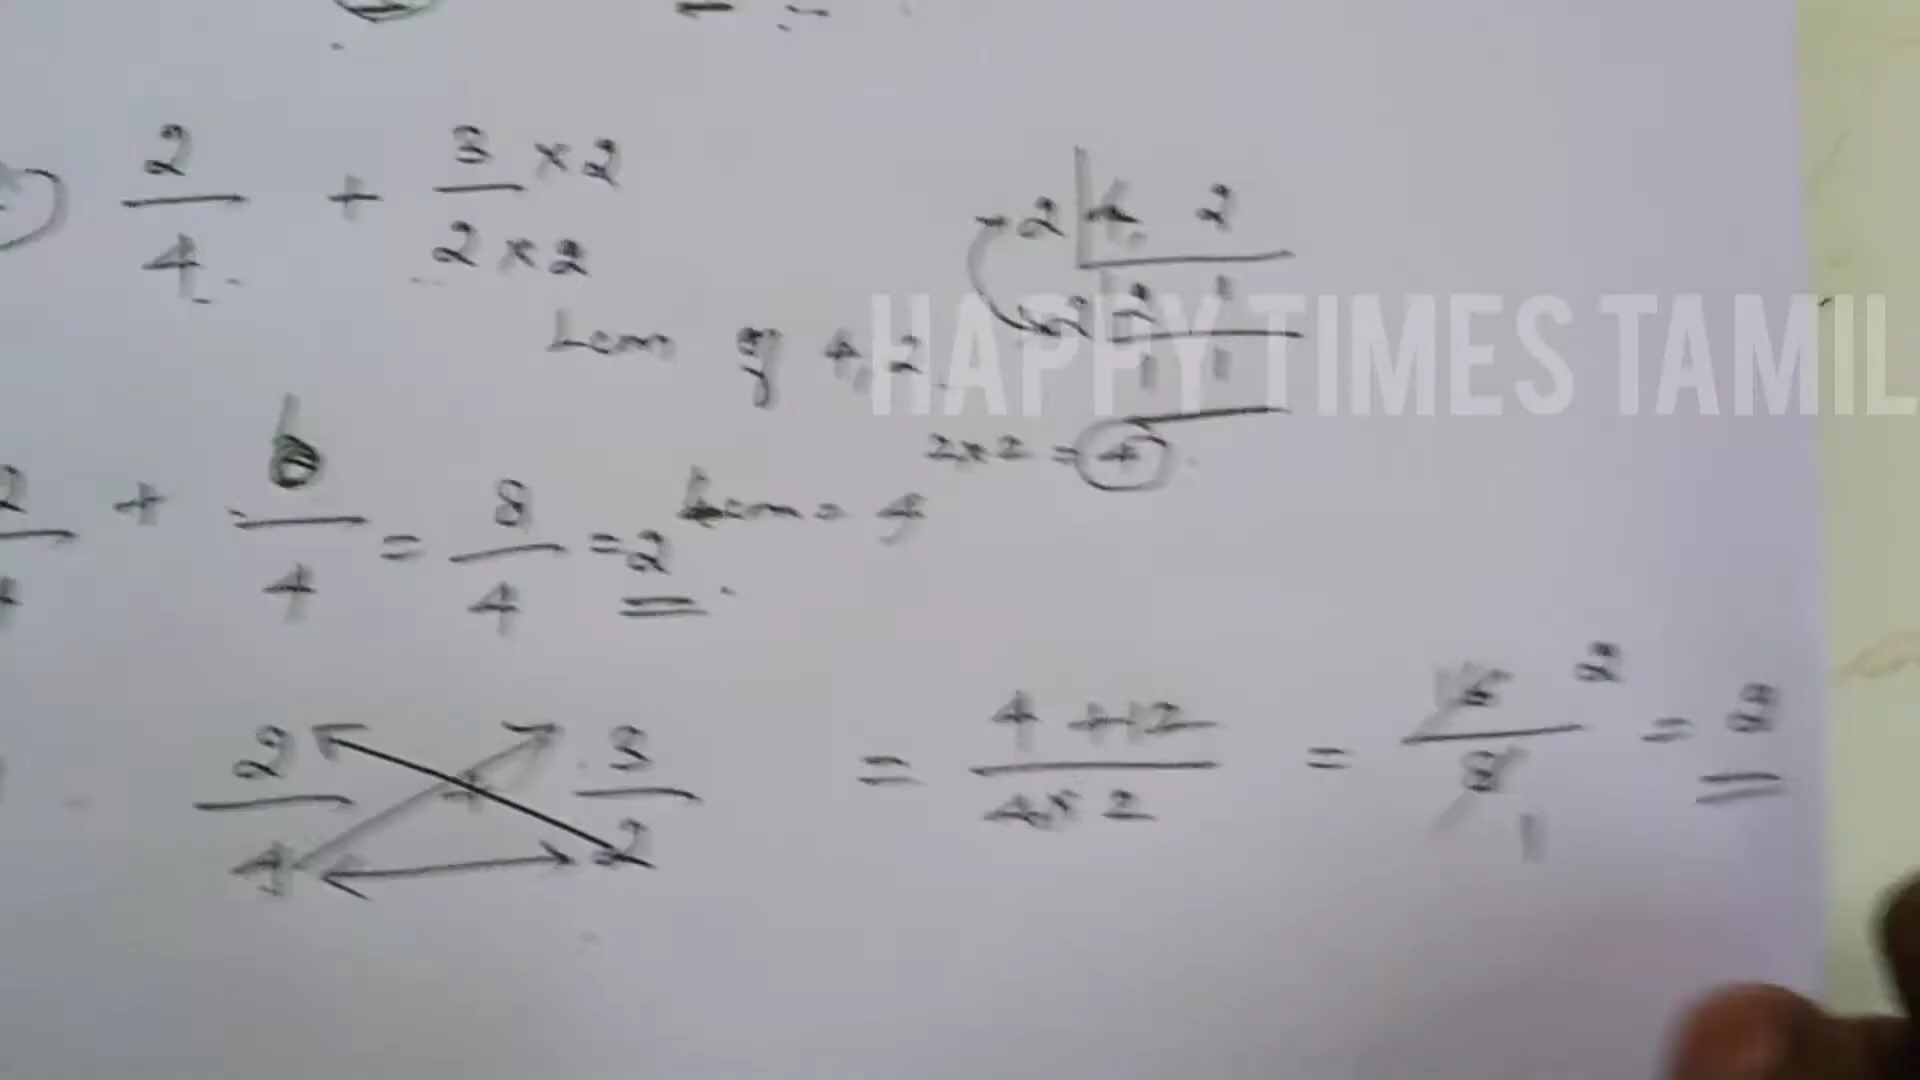 2/4 + 3 × 2/2 × 2
2 | 4 2
2 | 2 1
1 1
Lcm of 4, 2
2 × 2 = 4
Lcm = 4
2/4 + 6/4 = 8/4 = 2
2/4 + 3/2 = 4 + 12/4 × 2 = 16/8 = 2
2
1
HAPPY TIMES TAMIL